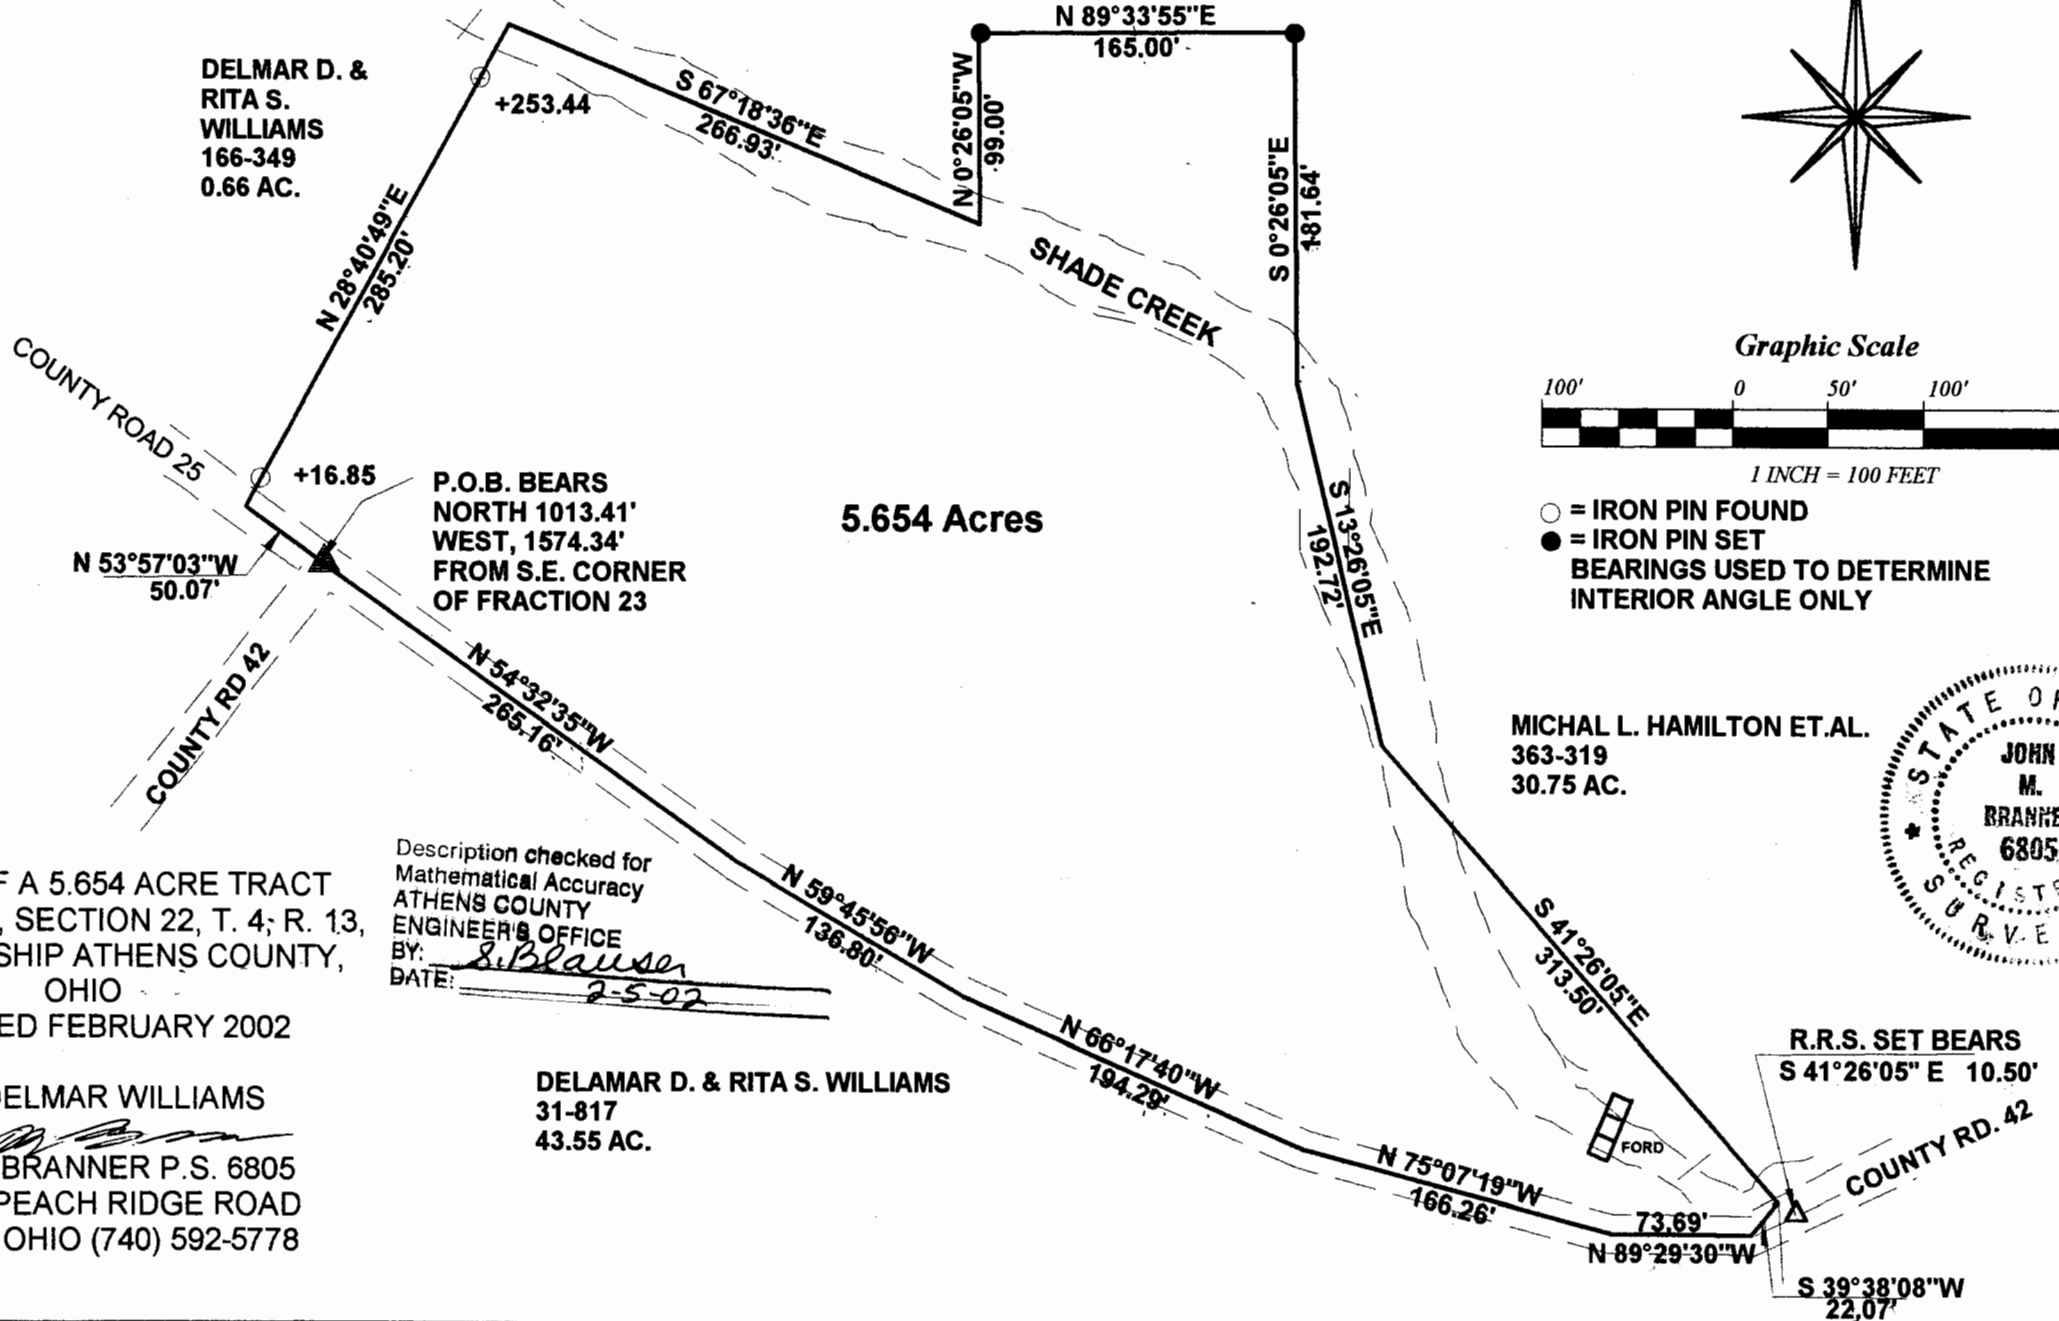 N 89°33'55"E
165.00'
DELMAR D. &
RITA S.
WILLIAMS
166-349
0.66 AC.
+253.44
S 67°18'36"E
266.93'
N 0°26'05"W
99.00'
S 0°26'05"E
181.64'
N 28°40'49"E
285.20'
SHADE CREEK
COUNTY ROAD 25
Graphic Scale
100' 0 50' 100'
1 INCH = 100 FEET
= IRON PIN FOUND
= IRON PIN SET
BEARINGS USED TO DETERMINE
INTERIOR ANGLE ONLY
+16.85
P.O.B. BEARS
NORTH 1013.41'
WEST, 1574.34'
FROM S.E. CORNER
OF FRACTION 23
5.654 Acres
N 53°57'03"W
50.07'
S 13°26'05"E
192.72'
COUNTY RD 42
N 54°32'35"W
265.16'
MICHAL L. HAMILTON ET.AL.
363-319
30.75 AC.
STATE OF
JOHN
M.
BRANNE
6805
REGISTE
SURVE
F A 5.654 ACRE TRACT
, SECTION 22, T. 4, R. 13,
SHIP ATHENS COUNTY,
OHIO
ED FEBRUARY 2002
Description checked for
Mathematical Accuracy
ATHENS COUNTY
ENGINEER'S OFFICE
BY: S. Blauser
DATE: 2-5-02
N 59°45'56"W
136.80'
S 41°26'05"E
313.50'
N 66°17'40"W
194.29'
R.R.S. SET BEARS
S 41°26'05" E 10.50'
DELAMAR D. & RITA S. WILLIAMS
31-817
43.55 AC.
ELMAR WILLIAMS
BRANNER P.S. 6805
PEACH RIDGE ROAD
OHIO (740) 592-5778
FORD
COUNTY RD. 42
N 75°07'19"W
166.26'
73.69'
N 89°29'30"W
S 39°38'08"W
22.07'